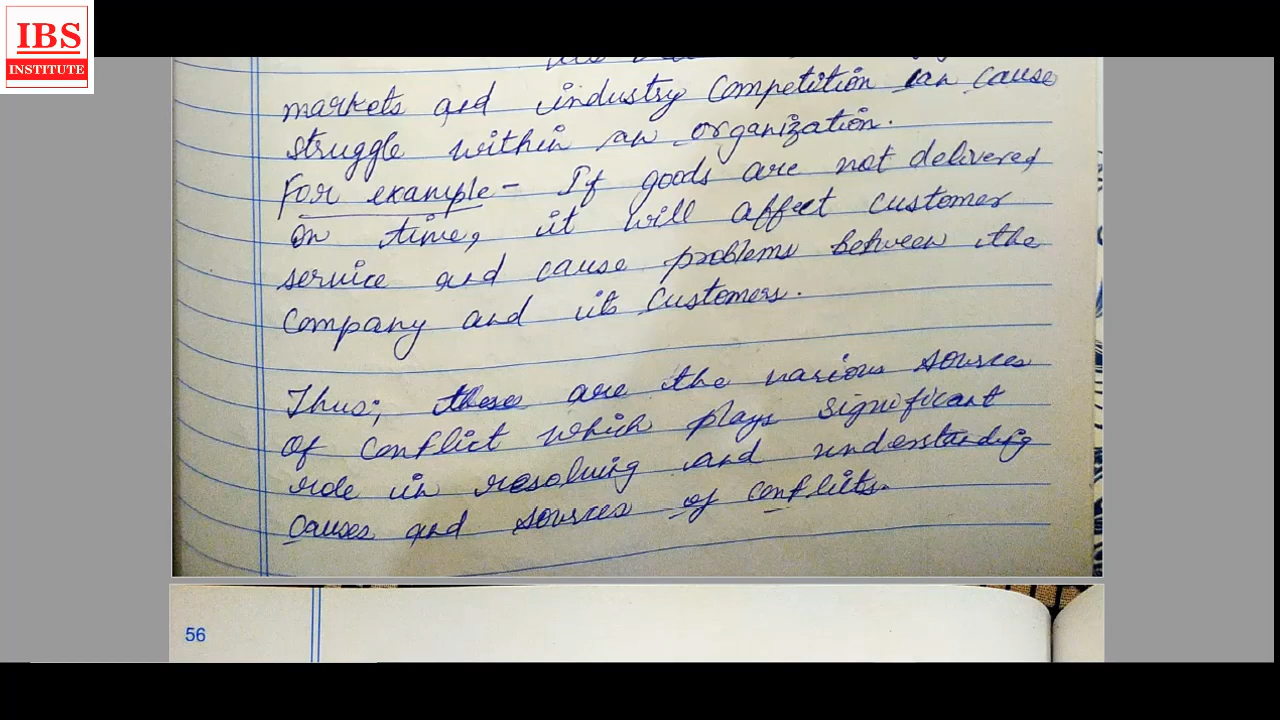 IBS
INSTITUTE
markets and industry Competition can cause
struggle within an organization.
For example - If goods are not delivered
on time, it will affect customer
service and cause problems between the
Company and its Customers.
Thus, these are the various sources
of conflict which plays significant
role in resolving and understanding
causes and sources of conflicts.
56